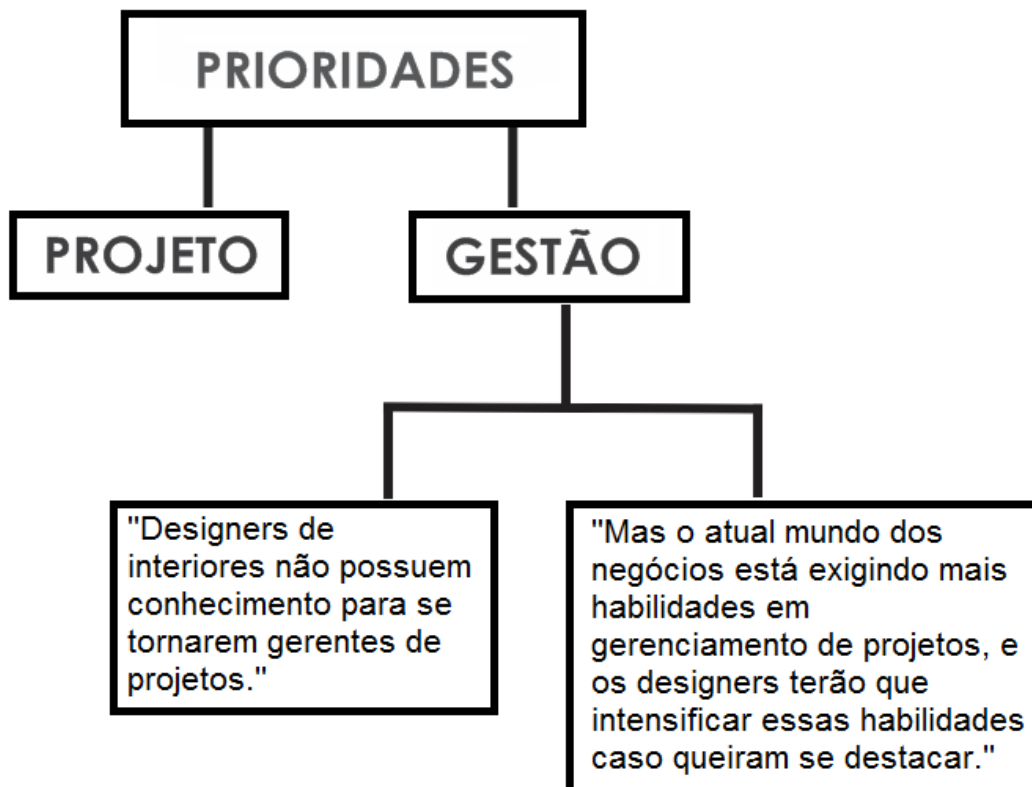 PRIORIDADES
PROJETO
GESTÃO
"Designers de
interiores não possuem
conhecimento para se
tornarem gerentes de
projetos."
"Mas o atual mundo dos
negócios está exigindo mais
habilidades em
gerenciamento de projetos, e
os designers terão que
intensificar essas habilidades
caso queiram se destacar."